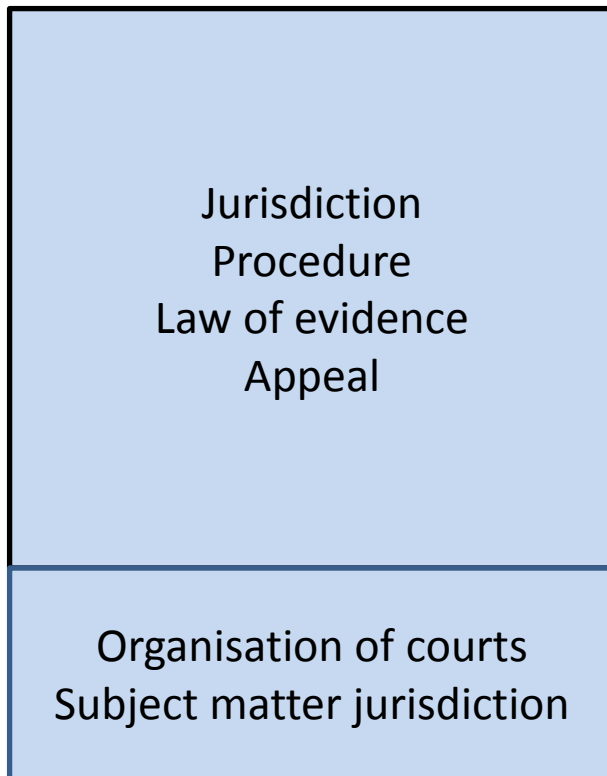 Jurisdiction
Procedure
Law of evidence
Appeal
Organisation of courts
Subject matter jurisdiction